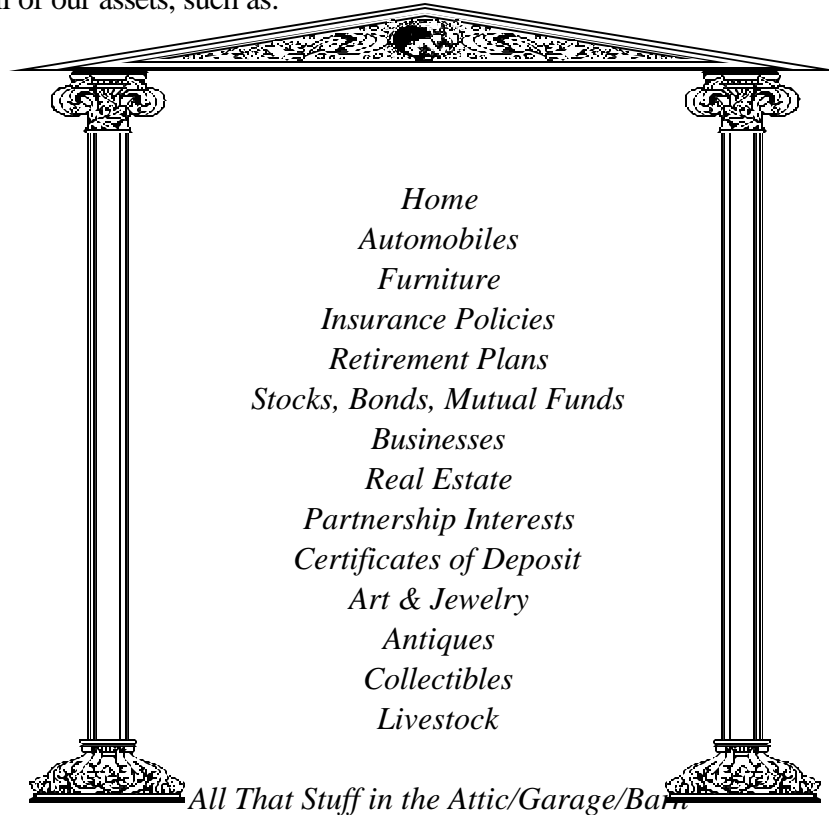 of our assets, such as:
Home
Automobiles
Furniture
Insurance Policies
Retirement Plans
Stocks, Bonds, Mutual Funds
Businesses
Real Estate
Partnership Interests
Certificates of Deposit
Art & Jewelry
Antiques
Collectibles
Livestock
All That Stuff in the Attic/Garage/Barn